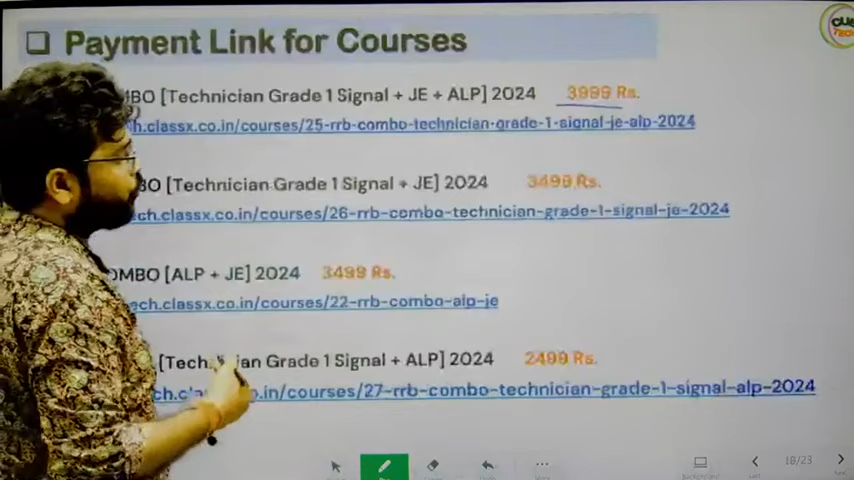 Payment Link for Courses
MBO [Technician Grade 1 Signal + JE + ALP] 2024 3999 Rs.
h.classx.co.in/courses/25-rrb-combo-technician-grade-1-signal-je-alp-2024
BO [Technician Grade 1 Signal + JE] 2024 3499 Rs.
ch.classx.co.in/courses/26-rrb-combo-technician-grade-1-signal-je-2024
OMBO [ALP + JE] 2024 3499 Rs.
ech.classx.co.in/courses/22-rrb-combo-alp-je
Grade 1 Signal + ALP] 2024 2499 Rs.
.in/courses/27-rrb-combo-technician-grade-1-signal-alp-2024
18/23